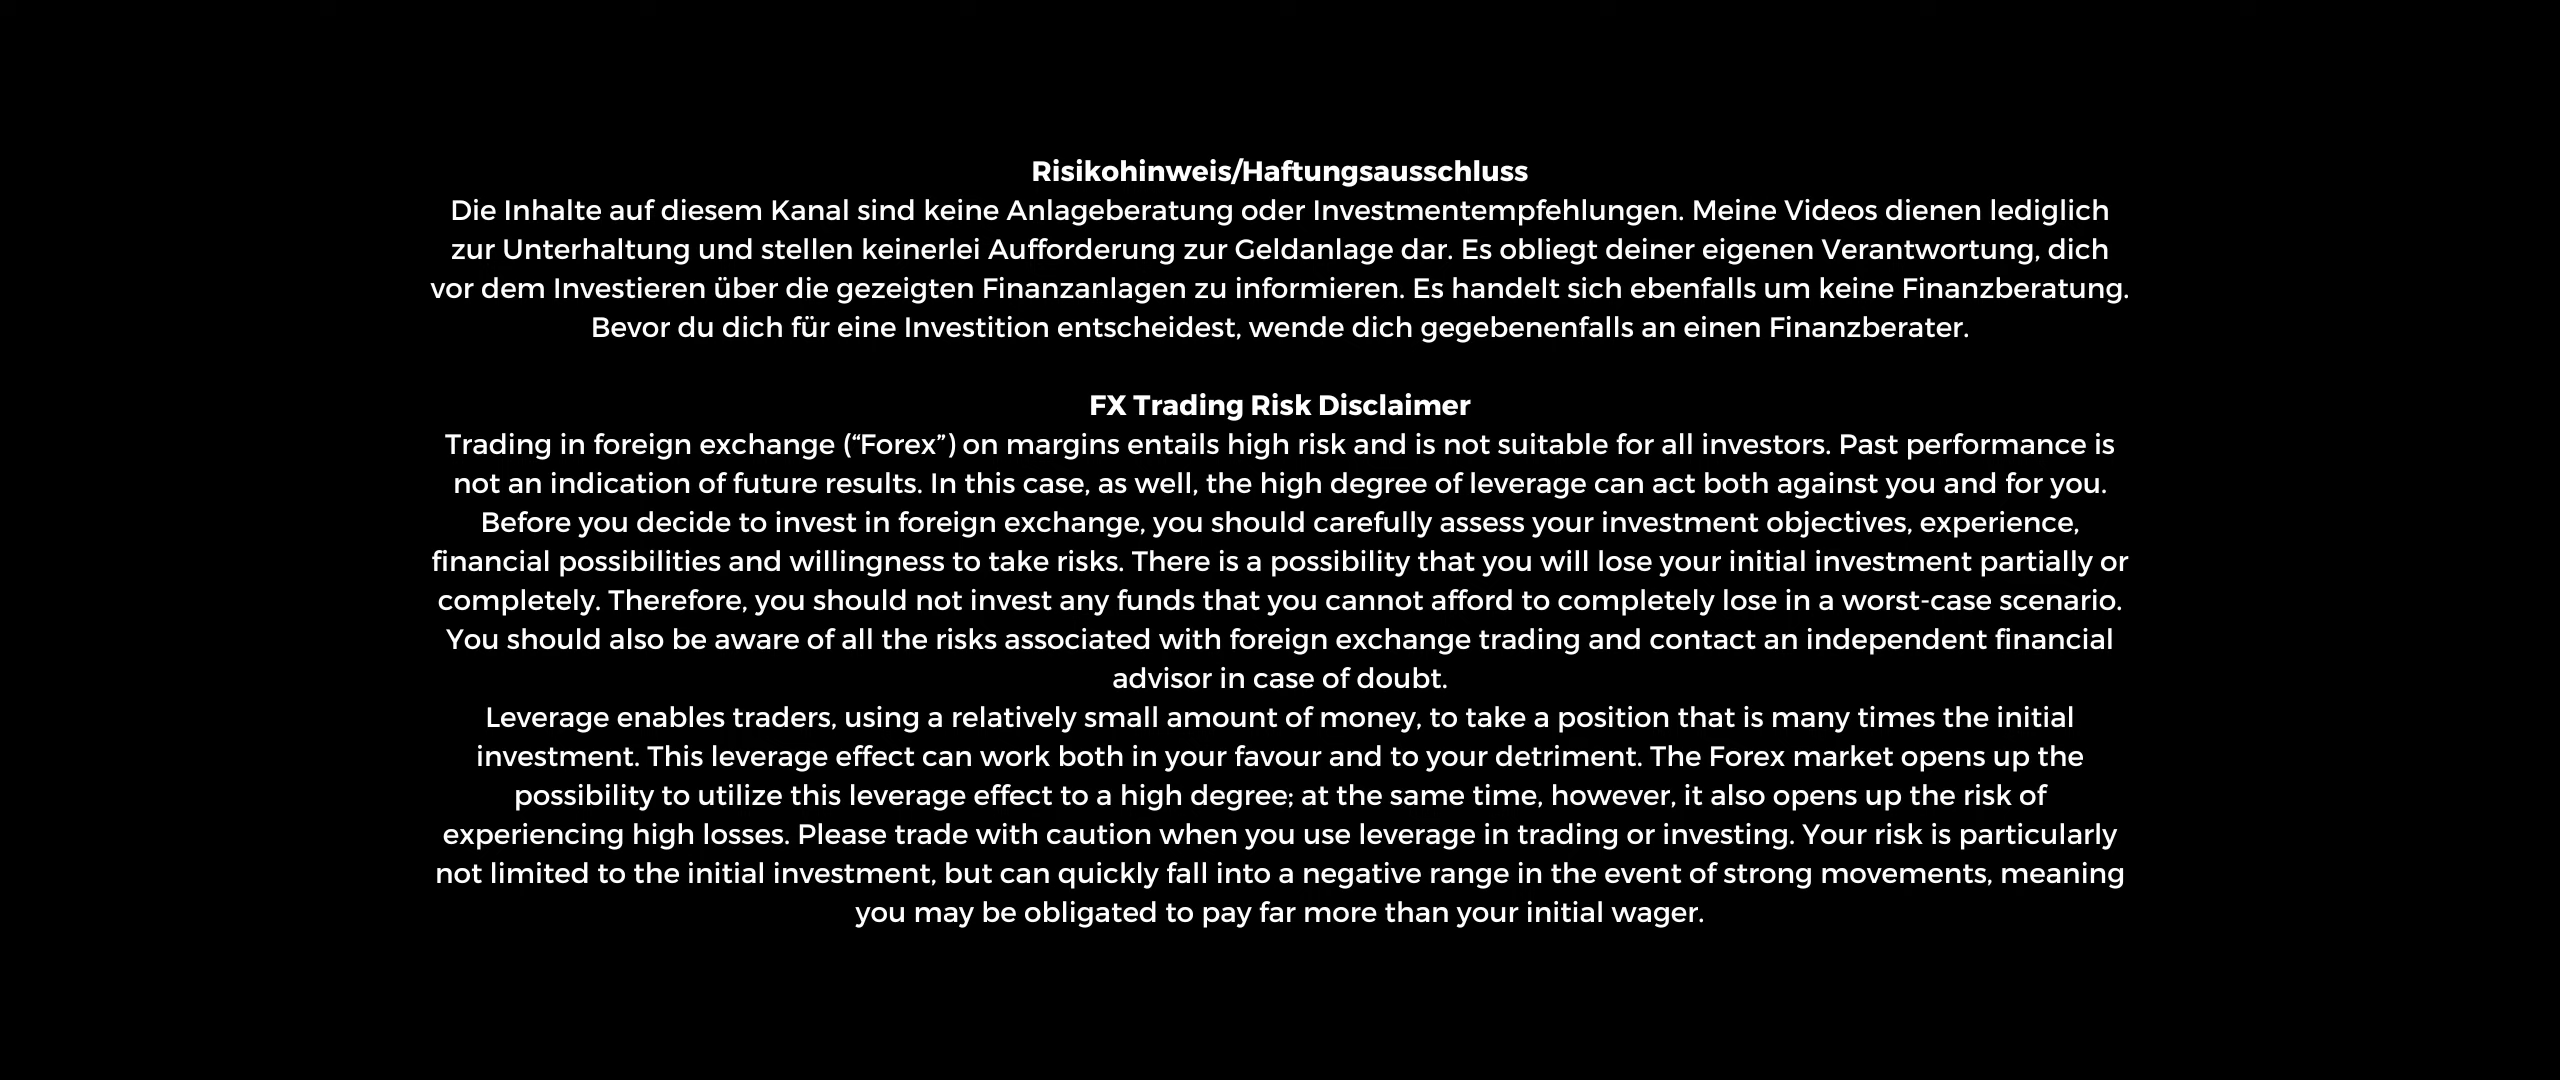 Risikohinweis/Haftungsausschluss
Die Inhalte auf diesem Kanal sind keine Anlageberatung oder Investmentempfehlungen. Meine Videos dienen lediglich
zur Unterhaltung und stellen keinerlei Aufforderung zur Geldanlage dar. Es obliegt deiner eigenen Verantwortung, dich
vor dem Investieren über die gezeigten Finanzanlagen zu informieren. Es handelt sich ebenfalls um keine Finanzberatung.
Bevor du dich für eine Investition entscheidest, wende dich gegebenenfalls an einen Finanzberater.
FX Trading Risk Disclaimer
Trading in foreign exchange (“Forex”) on margins entails high risk and is not suitable for all investors. Past performance is
not an indication of future results. In this case, as well, the high degree of leverage can act both against you and for you.
Before you decide to invest in foreign exchange, you should carefully assess your investment objectives, experience,
financial possibilities and willingness to take risks. There is a possibility that you will lose your initial investment partially or
completely. Therefore, you should not invest any funds that you cannot afford to completely lose in a worst-case scenario.
You should also be aware of all the risks associated with foreign exchange trading and contact an independent financial
advisor in case of doubt.
Leverage enables traders, using a relatively small amount of money, to take a position that is many times the initial
investment. This leverage effect can work both in your favour and to your detriment. The Forex market opens up the
possibility to utilize this leverage effect to a high degree; at the same time, however, it also opens up the risk of
experiencing high losses. Please trade with caution when you use leverage in trading or investing. Your risk is particularly
not limited to the initial investment, but can quickly fall into a negative range in the event of strong movements, meaning
you may be obligated to pay far more than your initial wager.